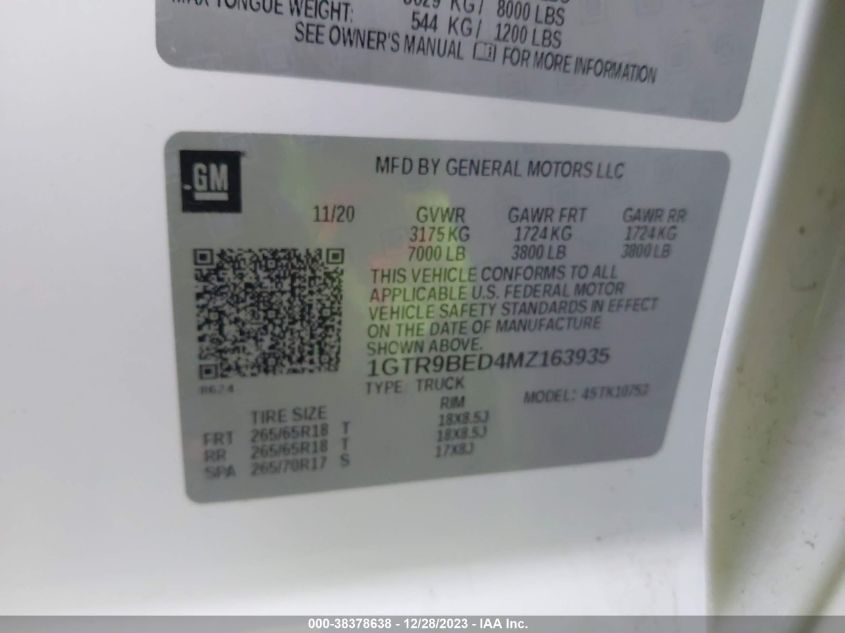 KG / 8000 LBS
MAX TONGUE WEIGHT: 544 KG / 1200 LBS
SEE OWNER'S MANUAL FOR MORE INFORMATION
GM
MFD BY GENERAL MOTORS LLC
11/20 GVWR GAWR FRT GAWR RR
3175 KG 1724 KG 1724 KG
7000 LB 3800 LB 3800 LB
THIS VEHICLE CONFORMS TO ALL
APPLICABLE U.S. FEDERAL MOTOR
VEHICLE SAFETY STANDARDS IN EFFECT
ON THE DATE OF MANUFACTURE
SHOWN ABOVE.
1GTR9BED4MZ163935
TYPE: TRUCK MODEL:
TIRE SIZE RIM
FRT 265/65R18 T 18X8.5J
RR 265/65R18 T 18X8.5J
SPA 265/70R17 S 17X8J
000-38378638 - 12/28/2023 - IAA Inc.